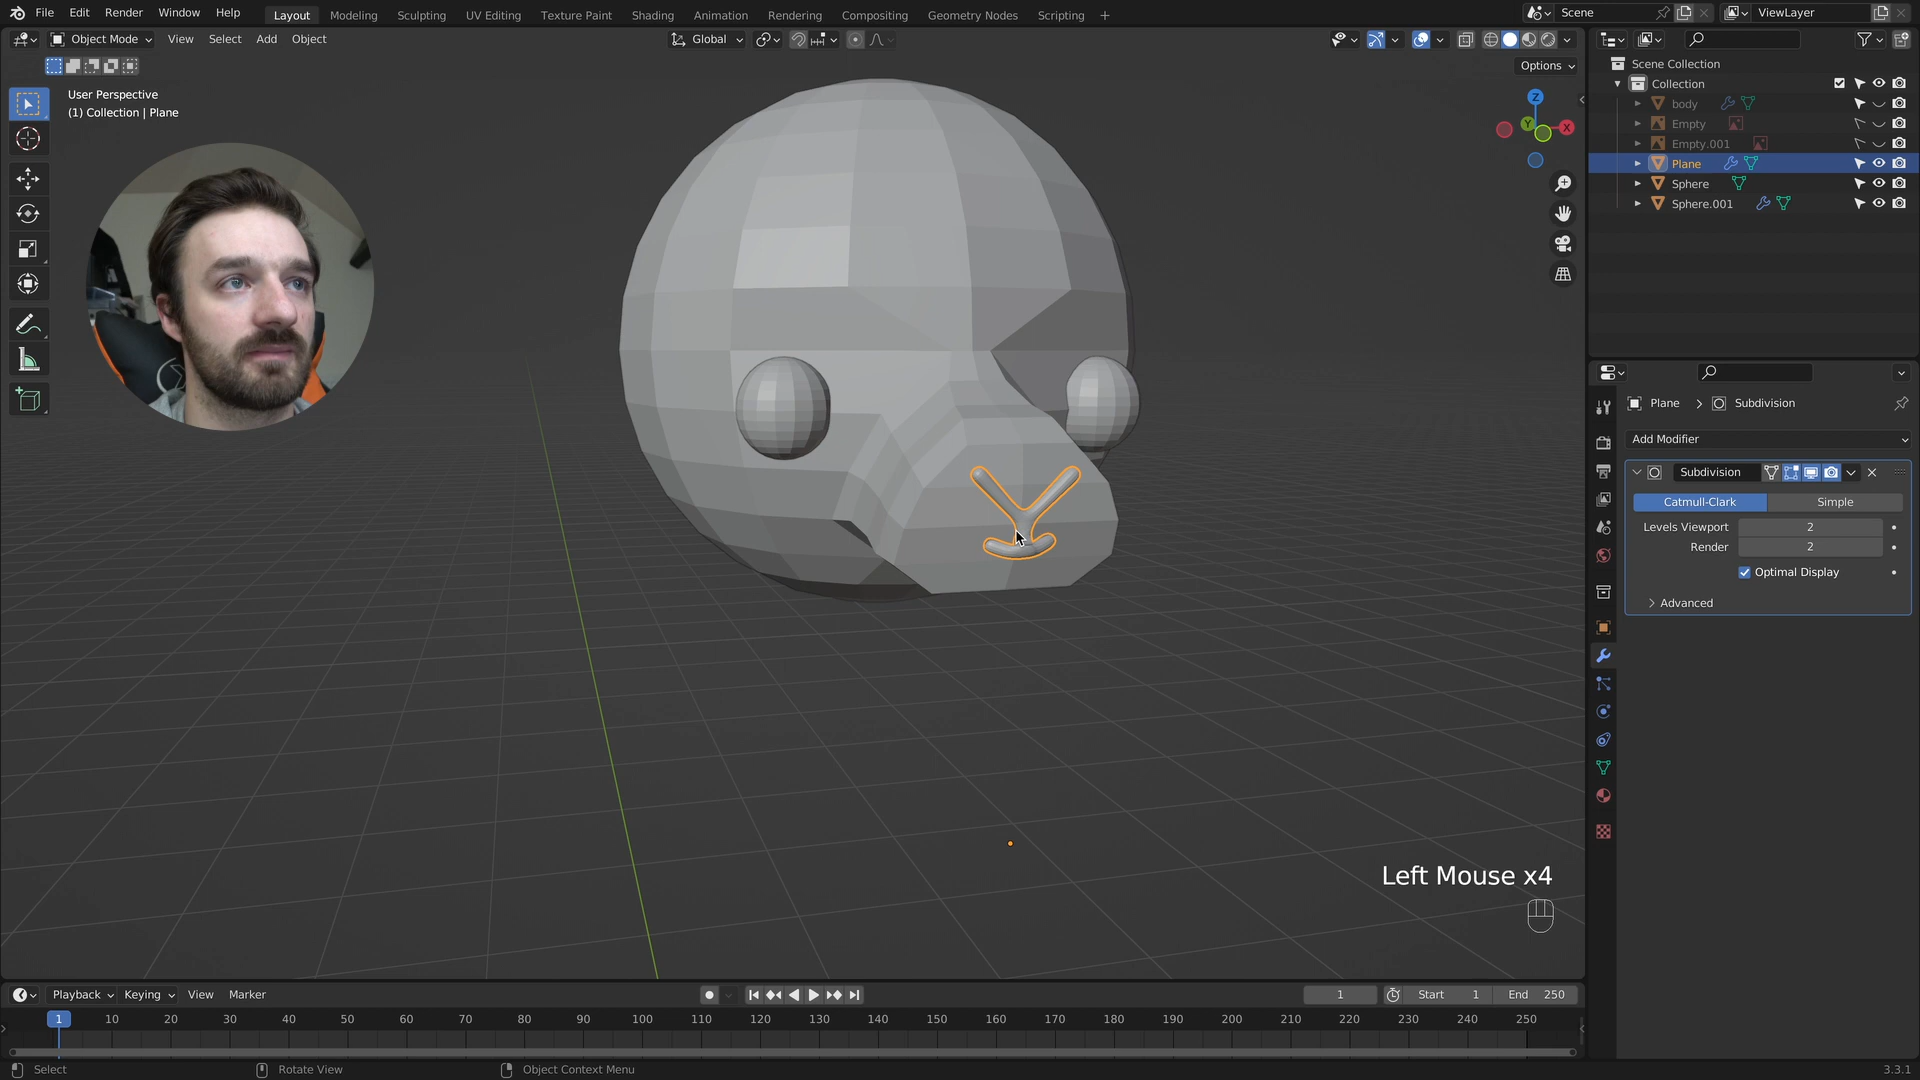 File Edit Render Window Help
Layout Modeling Sculpting UV Editing Texture Paint Shading Animation Rendering Compositing Geometry Nodes Scripting +
Scene
ViewLayer
Object Mode View Select Add Object
Global
Options
User Perspective
(1) Collection | Plane
Z
Y
X
Scene Collection
Collection
body
Empty
Empty.001
Plane
Sphere
Sphere.001
Plane > Subdivision
Add Modifier
Subdivision
Catmull-Clark Simple
Levels Viewport 2
Render 2
Optimal Display
Advanced
Left Mouse x4
Playback Keying View Marker
1
Start 1
End 250
1 10 20 30 40 50 60 70 80 90 100 110 120 130 140 150 160 170 180 190 200 210 220 230 240 250
Select
Rotate View
Object Context Menu
3.3.1